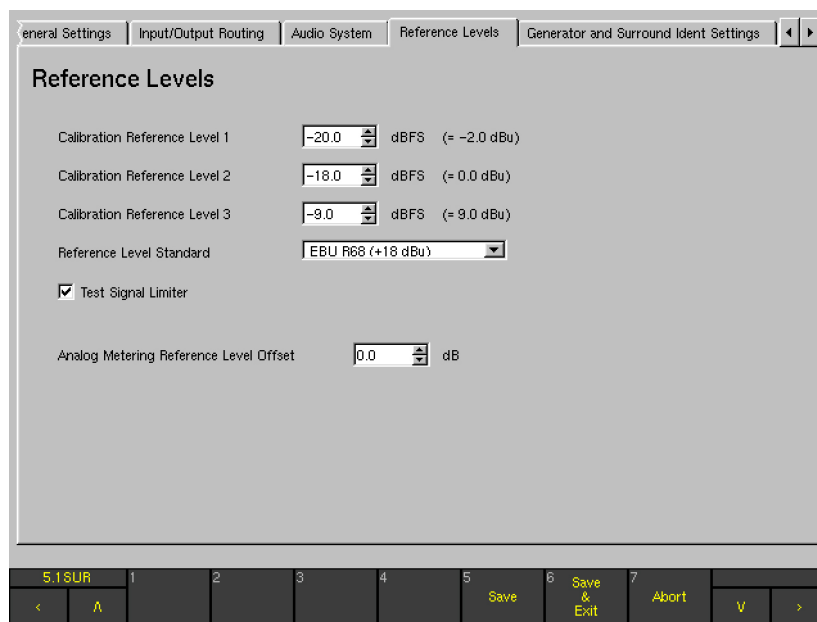 eneral Settings Input/Output Routing Audio System Reference Levels Generator and Surround Ident Settings
Reference Levels
Calibration Reference Level 1 -20.0 dBFS (= -2.0 dBu)
Calibration Reference Level 2 -18.0 dBFS (= 0.0 dBu)
Calibration Reference Level 3 -9.0 dBFS (= 9.0 dBu)
Reference Level Standard EBU R68 (+18 dBu)
Test Signal Limiter
Analog Metering Reference Level Offset 0.0 dB
5.1SUR 1 2 3 4 5 6 7
< Λ Save Save & Exit Abort V >